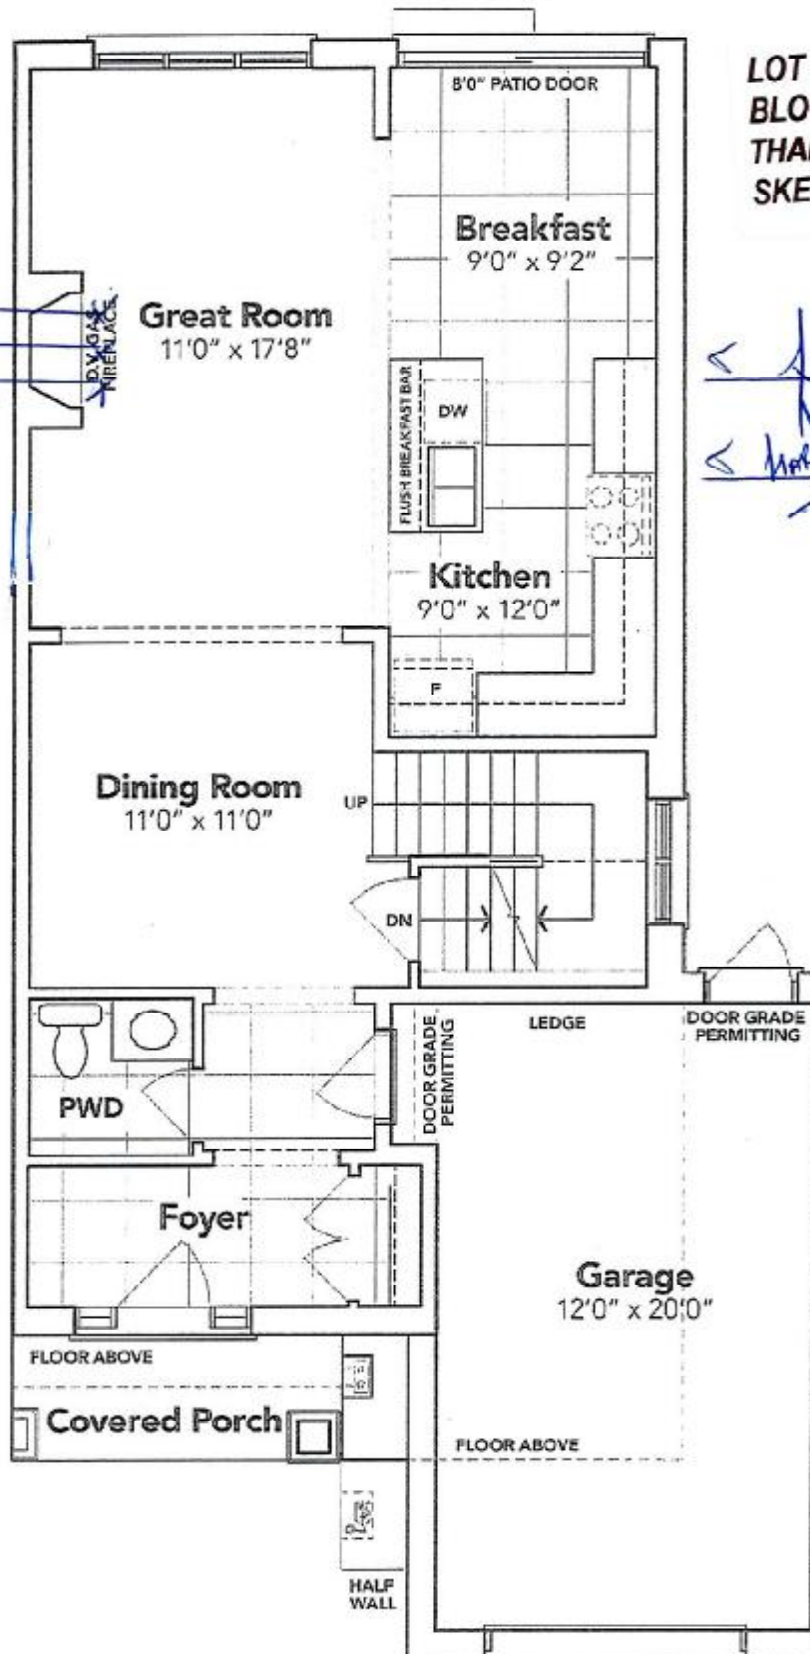 8'0" PATIO DOOR
LOT
BLO
THA
SKE
Breakfast
9'0" x 9'2"
Great Room
11'0" x 17'8"
D.V. GAS
FIREPLACE
FLUSH BREAKFAST BAR
DW
Kitchen
9'0" x 12'0"
F
Dining Room
11'0" x 11'0"
UP
DN
LEDGE
DOOR GRADE
PERMITTING
DOOR GRADE
PERMITTING
PWD
Foyer
Garage
12'0" x 20'0"
FLOOR ABOVE
Covered Porch
FLOOR ABOVE
HALF
WALL